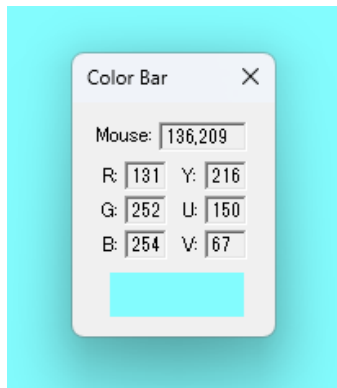 Color Bar
Mouse: 136,209
R: 131 Y: 216
G: 252 U: 150
B: 254 V: 67